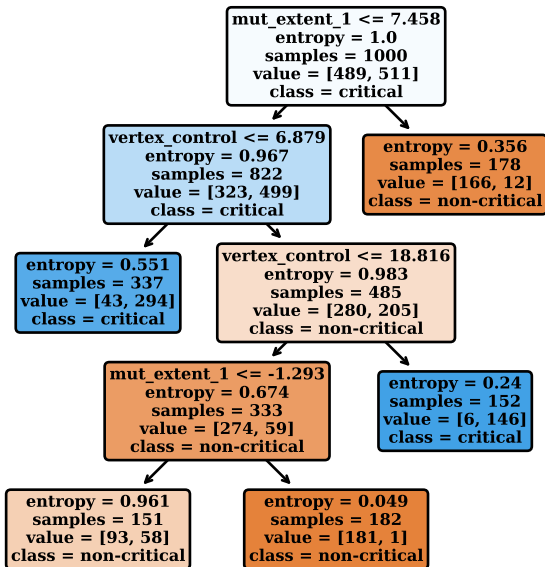 mut_extent_1 <= 7.458
entropy = 1.0
samples = 1000
value = [489, 511]
class = critical
vertex_control <= 6.879
entropy = 0.967
samples = 822
value = [323, 499]
class = critical
entropy = 0.356
samples = 178
value = [166, 12]
class = non-critical
entropy = 0.551
samples = 337
value = [43, 294]
class = critical
vertex_control <= 18.816
entropy = 0.983
samples = 485
value = [280, 205]
class = non-critical
mut_extent_1 <= -1.293
entropy = 0.674
samples = 333
value = [274, 59]
class = non-critical
entropy = 0.24
samples = 152
value = [6, 146]
class = critical
entropy = 0.961
samples = 151
value = [93, 58]
class = non-critical
entropy = 0.049
samples = 182
value = [181, 1]
class = non-critical